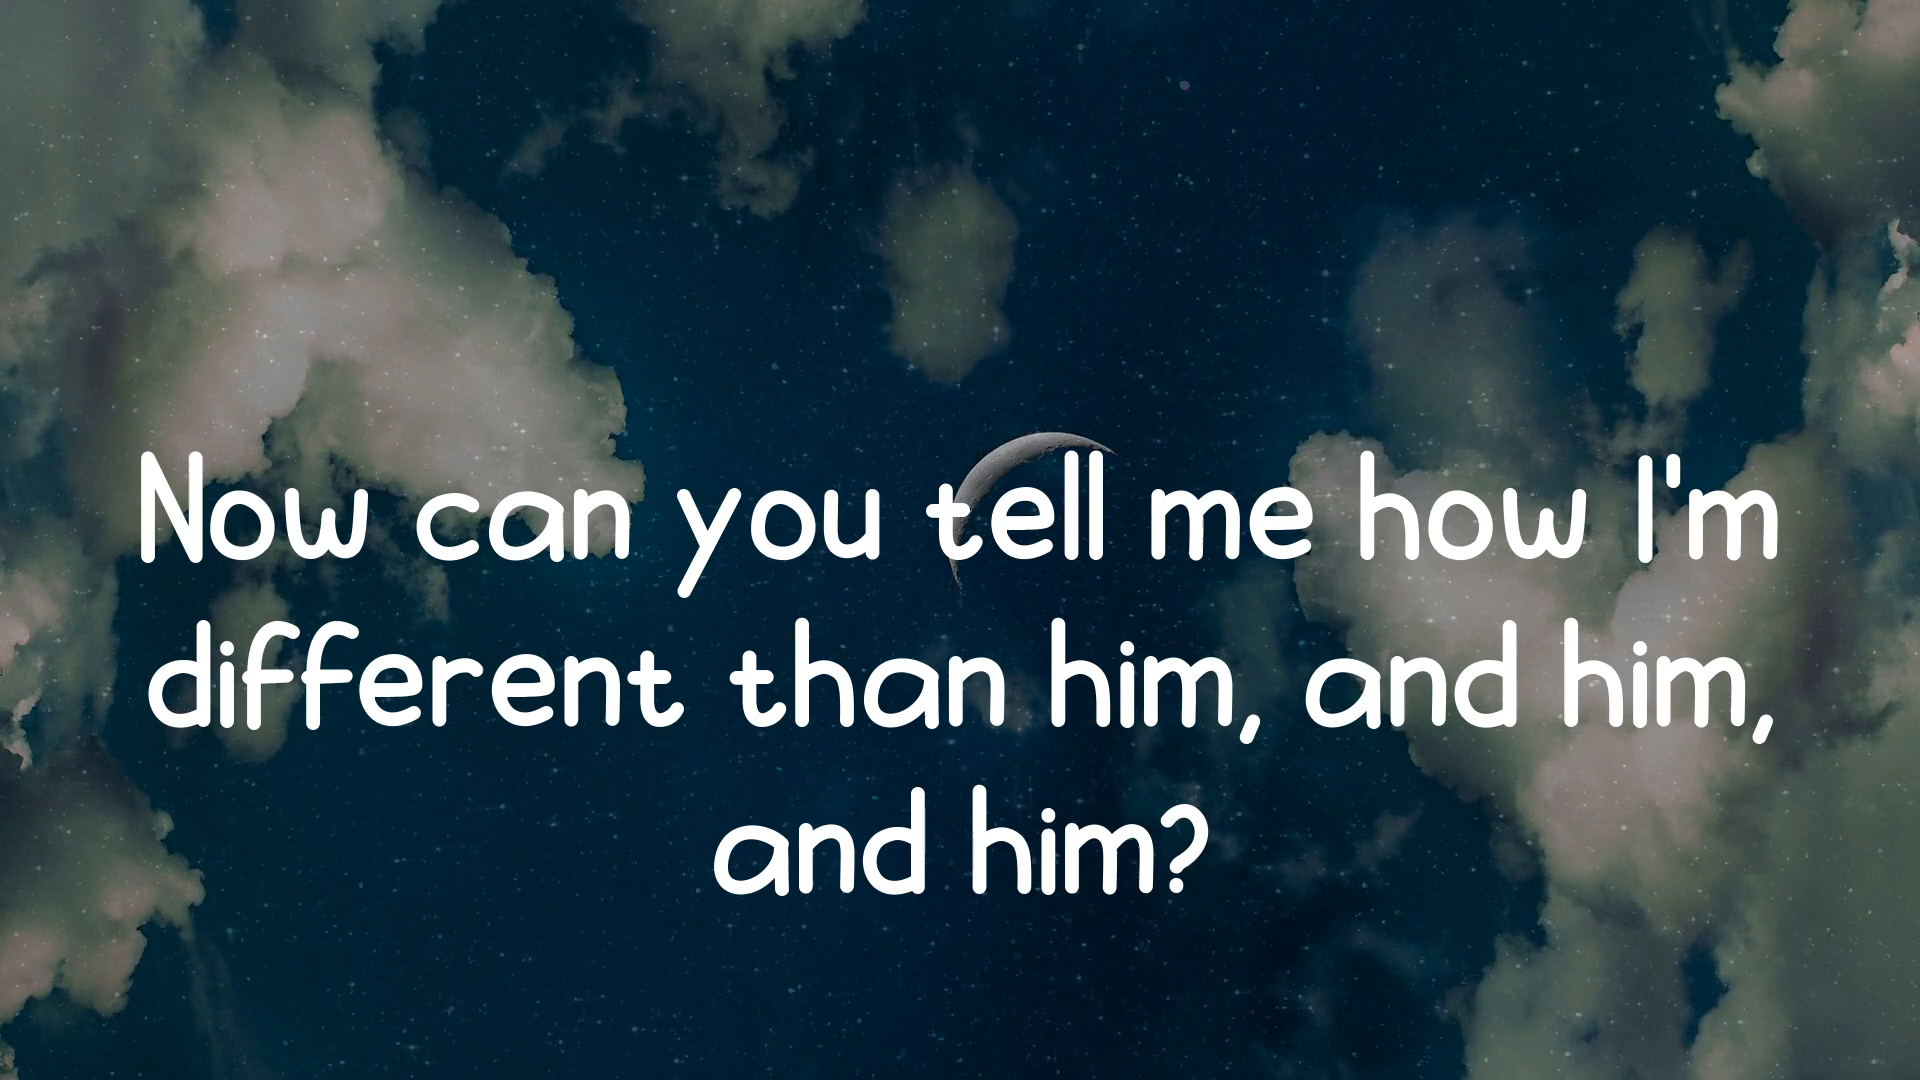 Now can you tell me how I'm
different than him, and him,
and him?